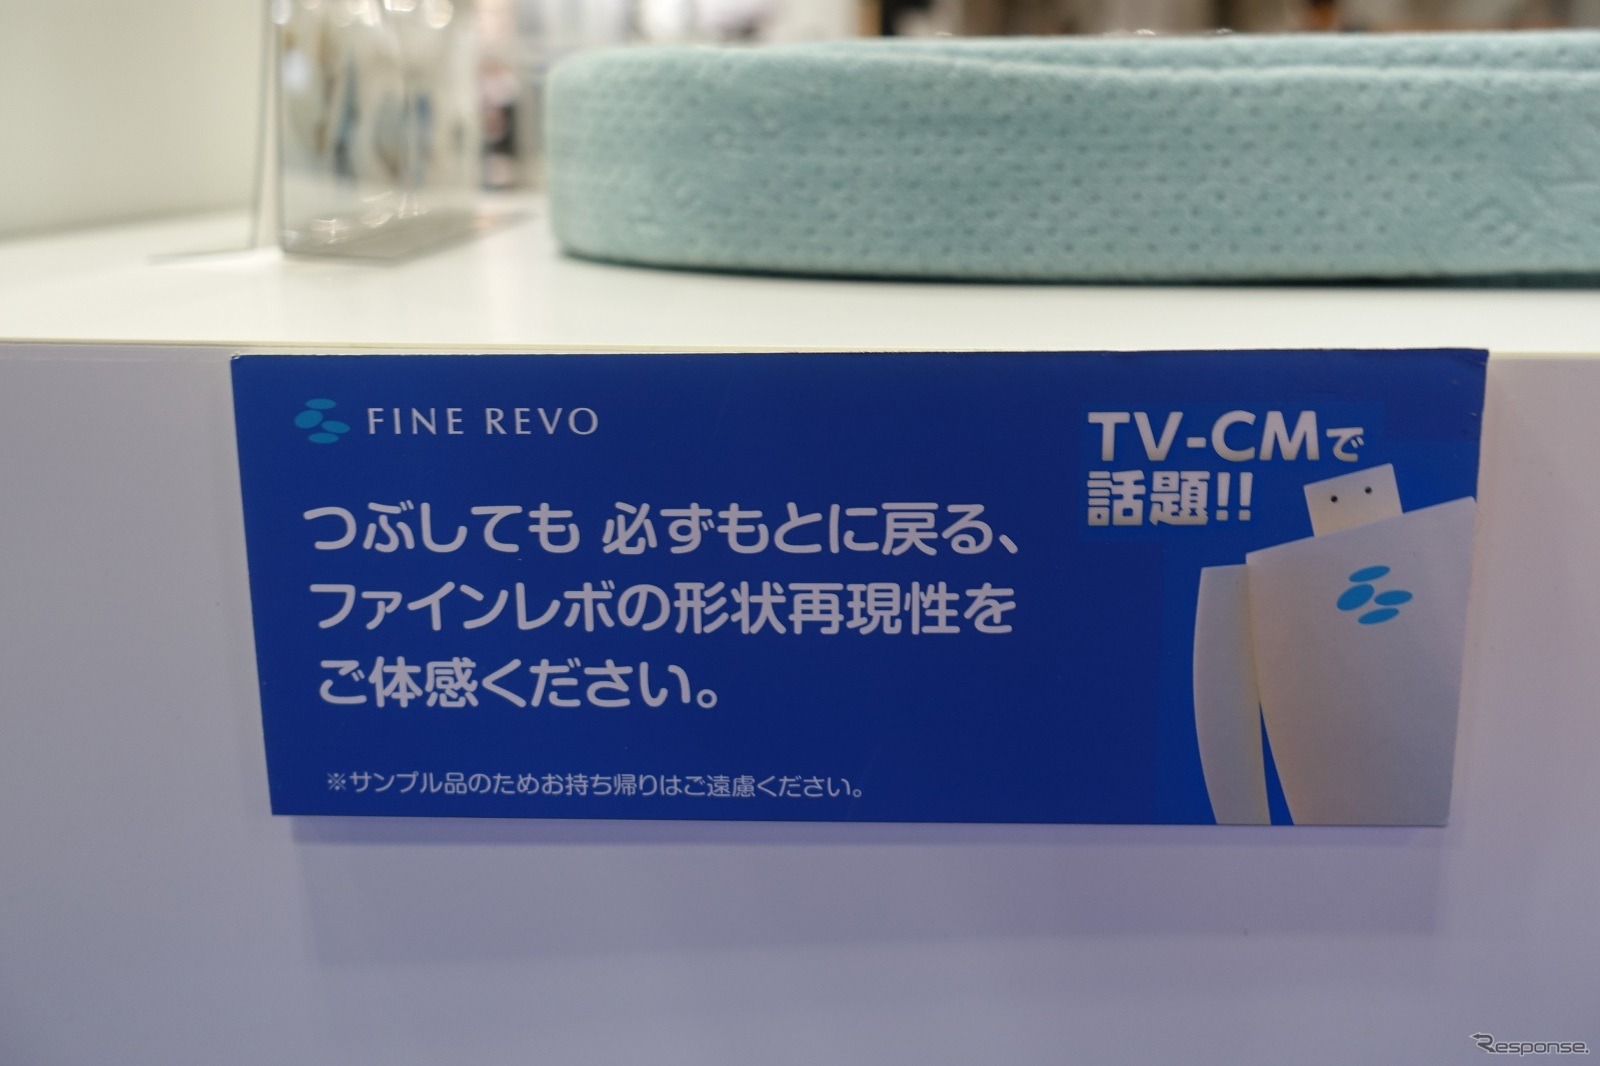 FINE REVO
つぶしても 必ずもとに戻る、
ファインレボの形状再現性を
ご体感ください。
※サンプル品のためお持ち帰りはご遠慮ください。
TV-CMで
話題!!
Response.